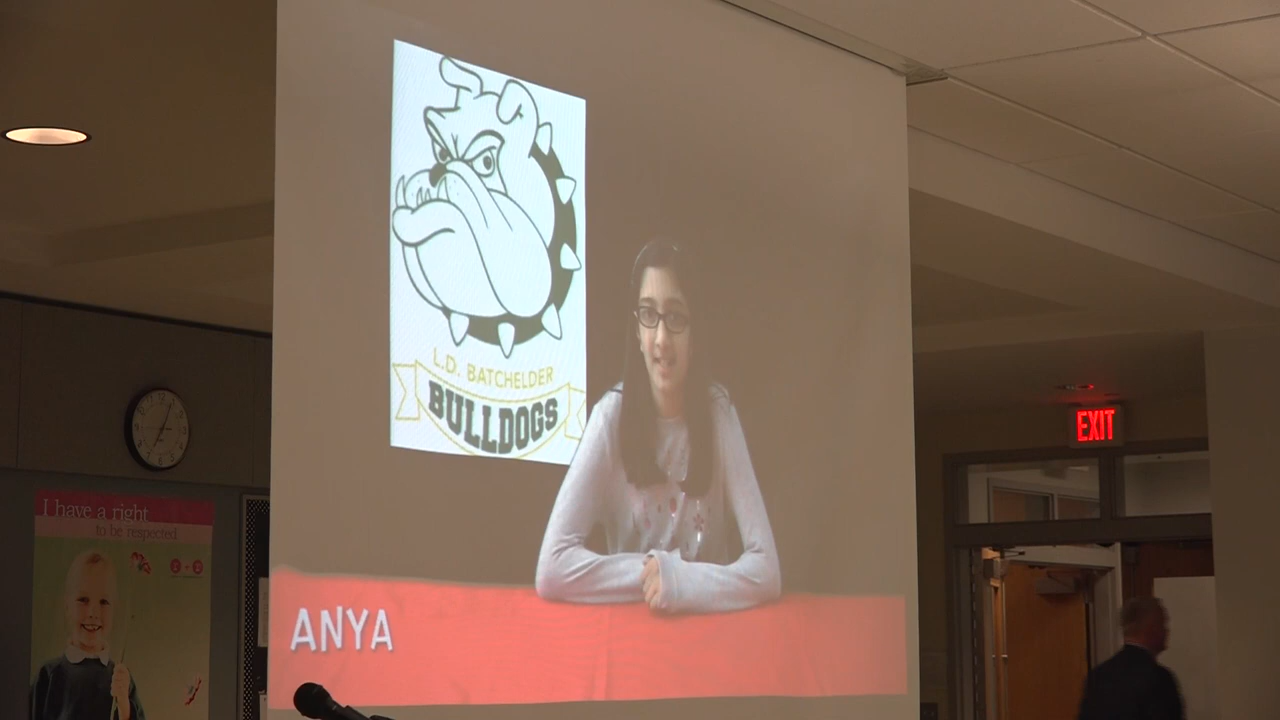 L.D. BATCHELDER
BULLDOGS
I have a right
to be respected
EXIT
ANYA